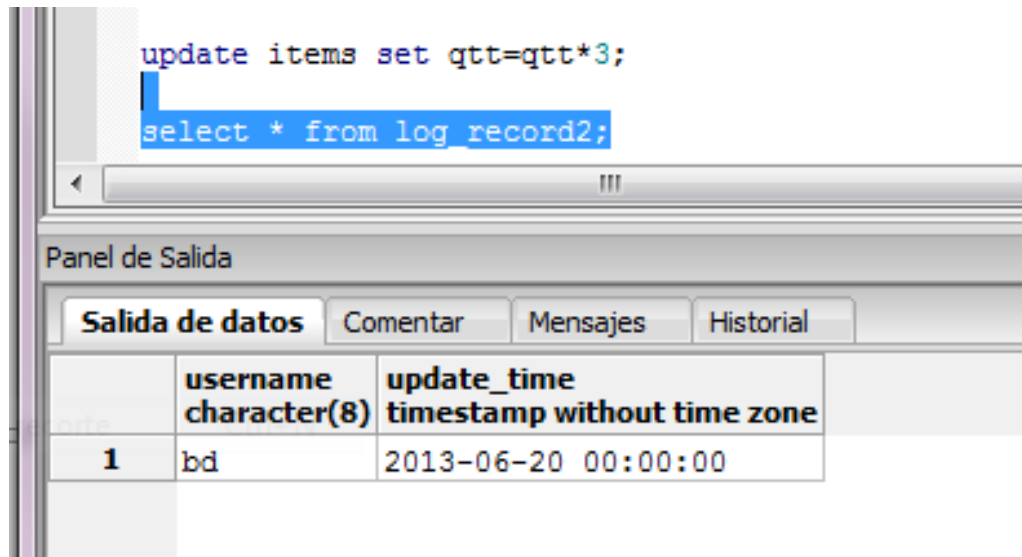 update items set qtt=qtt*3;
select * from log_record2;
Panel de Salida
Salida de datos Comentar Mensajes Historial
username update_time
character(8) timestamp without time zone
1 bd 2013-06-20 00:00:00